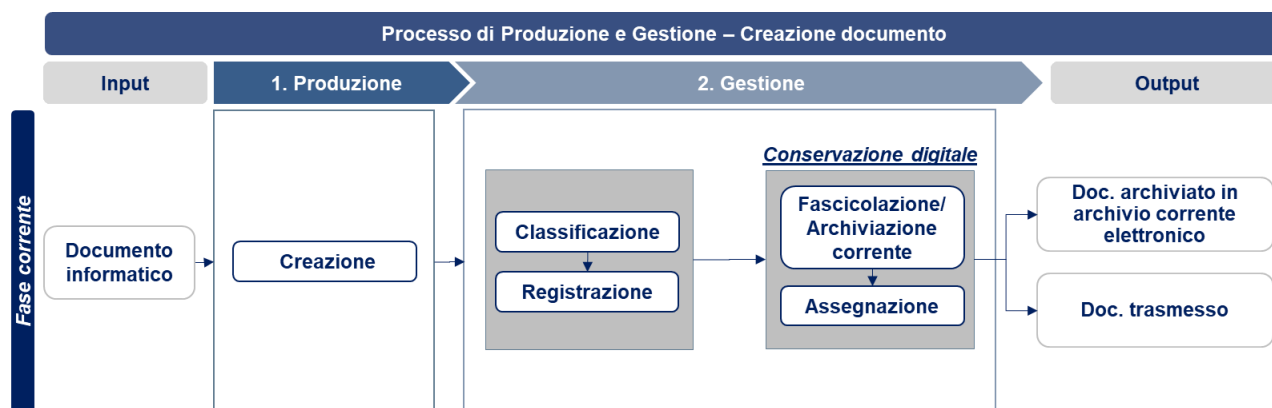 Processo di Produzione e Gestione – Creazione documento
Input
1. Produzione
2. Gestione
Output
Fase corrente
Documento
informatico
Creazione
Classificazione
Registrazione
Conservazione digitale
Fascicolazione/
Archiviazione
corrente
Assegnazione
Doc. archiviato in
archivio corrente
elettronico
Doc. trasmesso